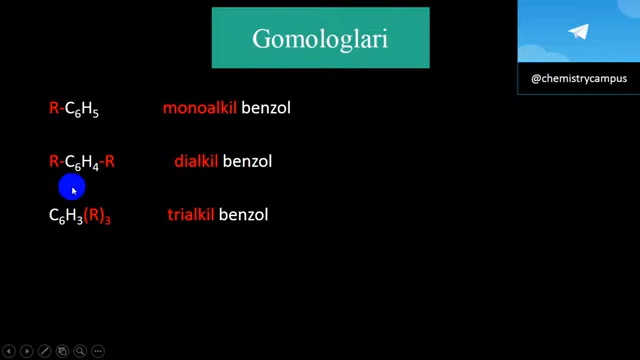 Gomologlari
@chemistrycampus
R-C₆H₅ monoalkil benzol
R-C₆H₄-R dialkil benzol
C₆H₃(R)₃ trialkil benzol